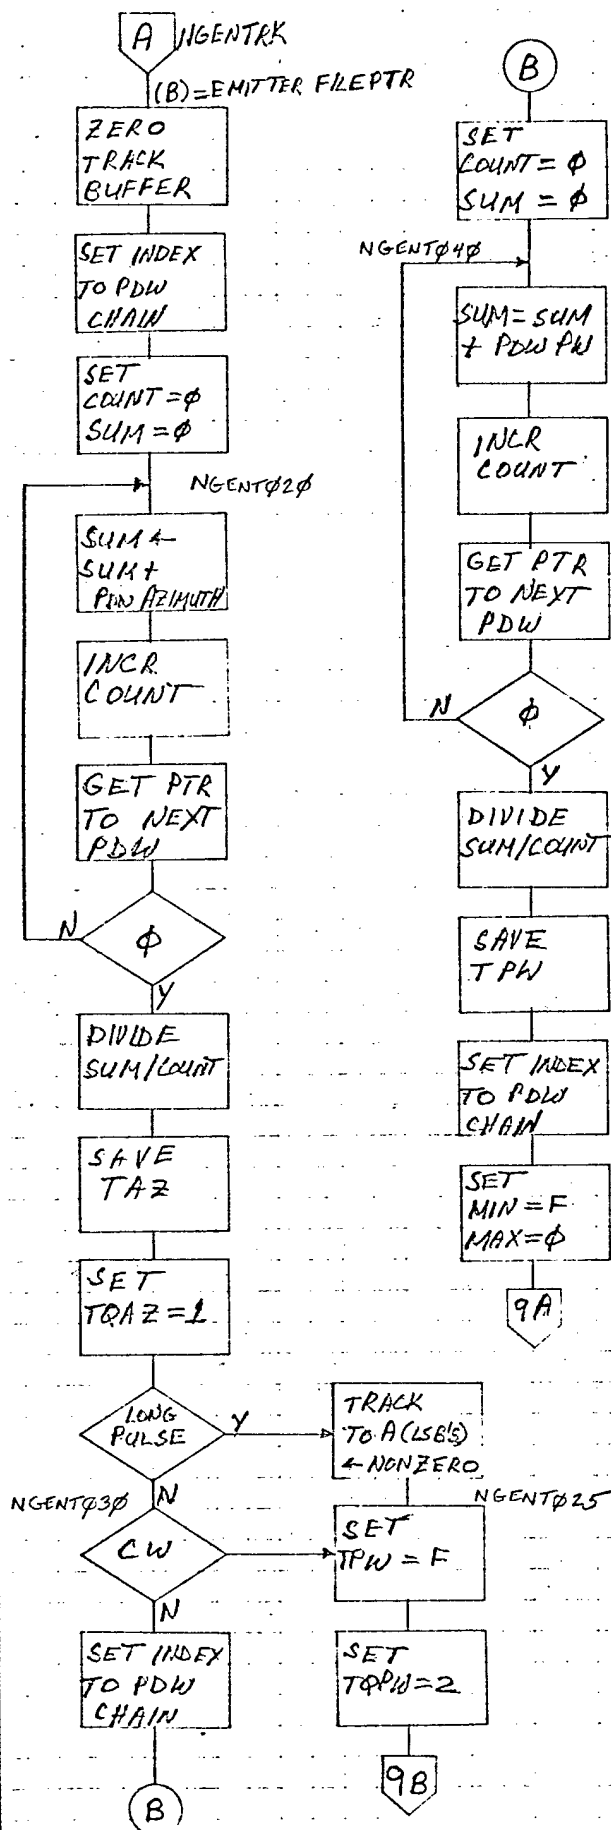 A NGENTRK
(B)=EMITTER FILE PTR
ZERO
TRACK
BUFFER
SET INDEX
TO PDW
CHAIN
SET
COUNT=φ
SUM=φ
NGENTφ2φ
SUM←
SUM+
PDW AZIMUTH
INCR
COUNT
GET PTR
TO NEXT
PDW
N
φ
Y
DIVIDE
SUM/COUNT
SAVE
TAZ
SET
TQAZ=1
LONG
PULSE
Y
N
NGENTφ3φ
CW
N
SET INDEX
TO PDW
CHAIN
B
TRACK
TOA(LSB'S)
←NONZERO
NGENTφ25
SET
TPW=F
SET
TQPW=2
9B
B
SET
COUNT=φ
SUM=φ
NGENTφ4φ
SUM=SUM
+ PDW PW
INCR
COUNT
GET PTR
TO NEXT
PDW
N
φ
Y
DIVIDE
SUM/COUNT
SAVE
TPW
SET INDEX
TO PDW
CHAIN
SET
MIN=F
MAX=φ
9A